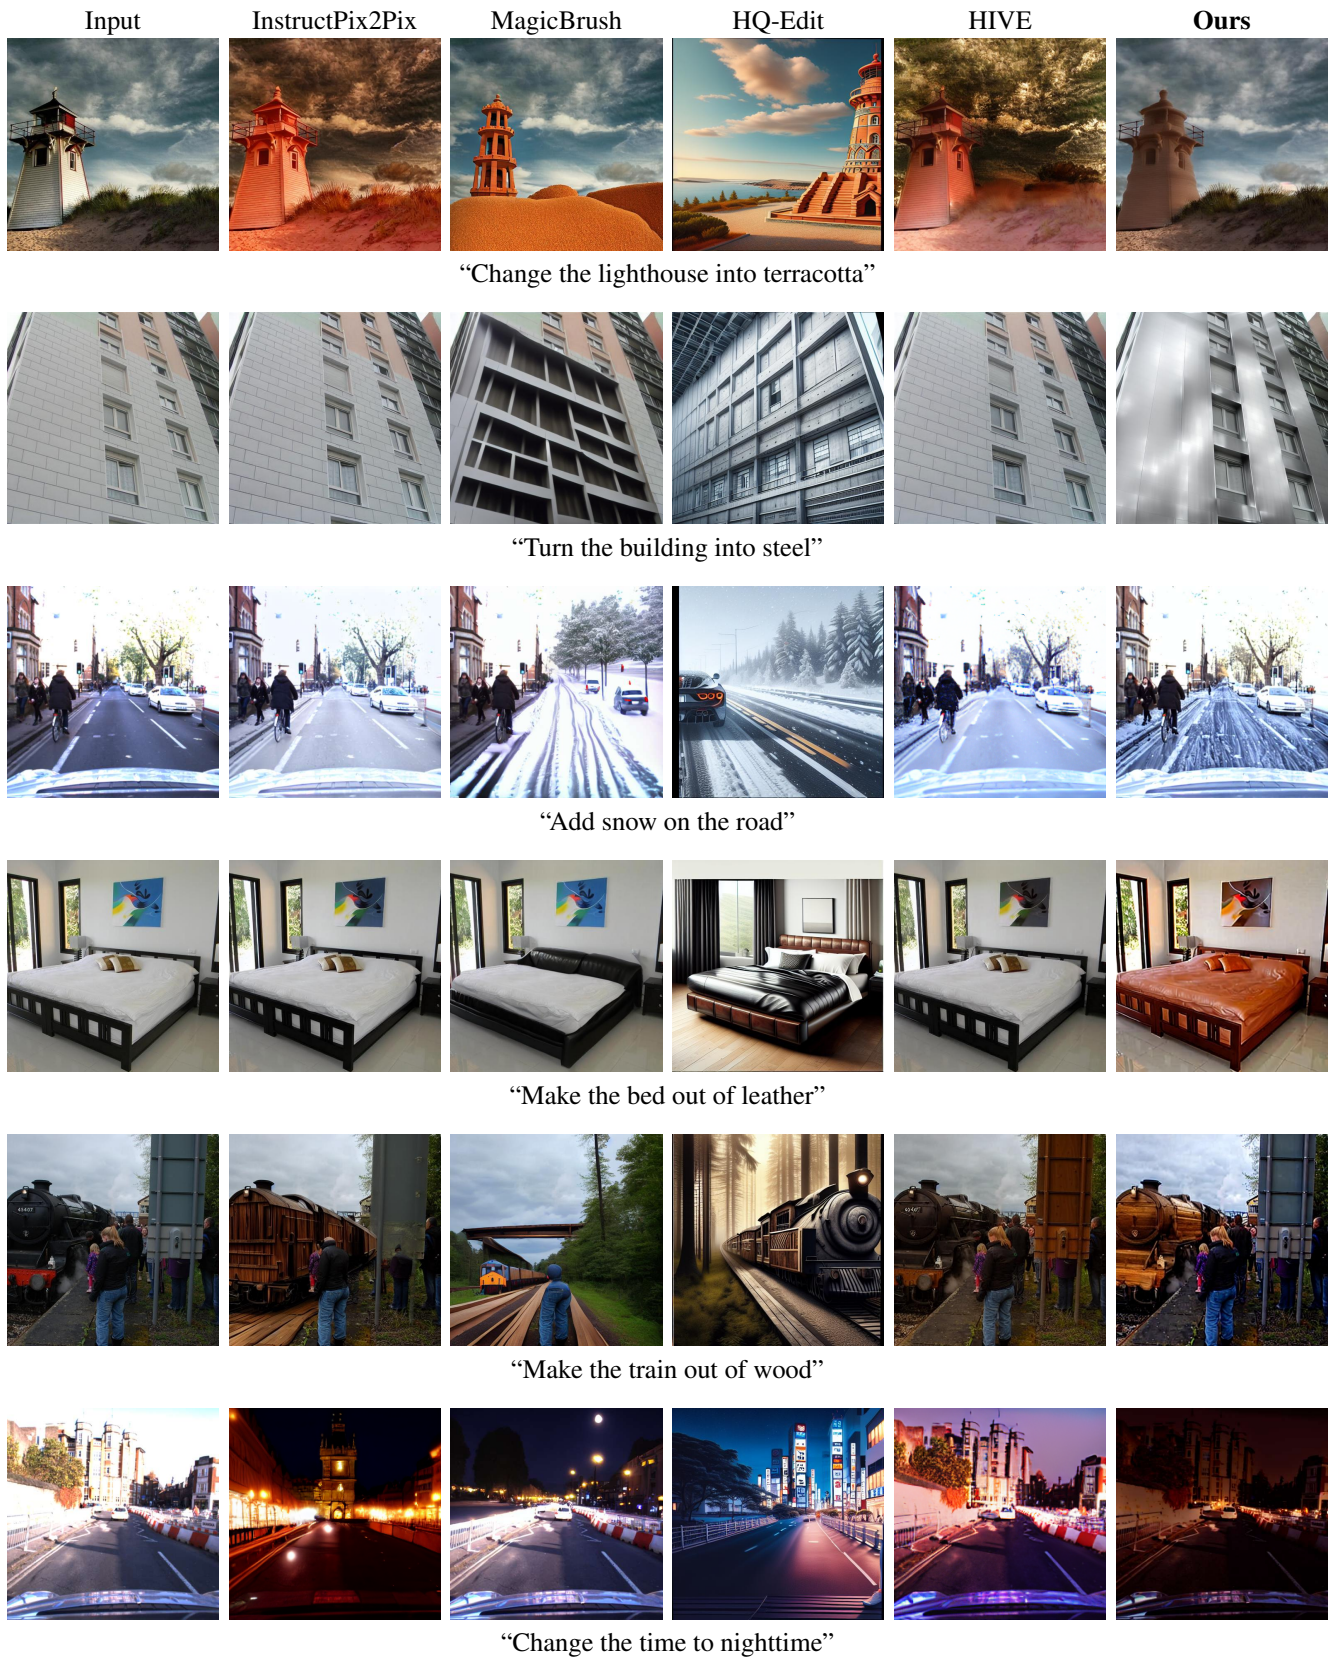 Input InstructPix2Pix MagicBrush HQ-Edit HIVE Ours
“Change the lighthouse into terracotta”
“Turn the building into steel”
“Add snow on the road”
“Make the bed out of leather”
“Make the train out of wood”
“Change the time to nighttime”